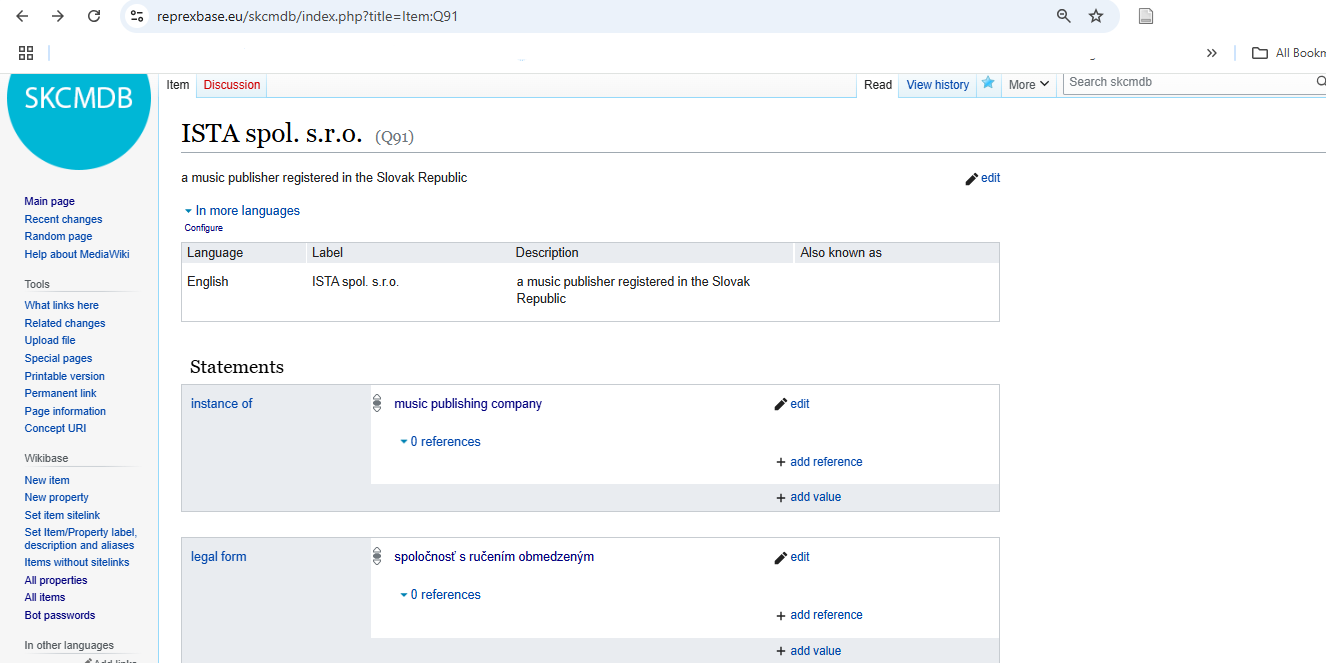 reprexbase.eu/skcmdb/index.php?title=Item:Q91
All Bookm
SKCMDB
Item
Discussion
Read
View history
More
Search skcmdb
ISTA spol. s.r.o. (Q91)
a music publisher registered in the Slovak Republic
edit
In more languages
Configure
Language Label Description Also known as
English ISTA spol. s.r.o. a music publisher registered in the Slovak
Republic
Statements
instance of
music publishing company
edit
0 references
+ add reference
+ add value
legal form
spoločnosť s ručením obmedzeným
edit
0 references
+ add reference
+ add value
Main page
Recent changes
Random page
Help about MediaWiki
Tools
What links here
Related changes
Upload file
Special pages
Printable version
Permanent link
Page information
Concept URI
Wikibase
New item
New property
Set item sitelink
Set Item/Property label,
description and aliases
Items without sitelinks
All properties
All items
Bot passwords
In other languages
Add links